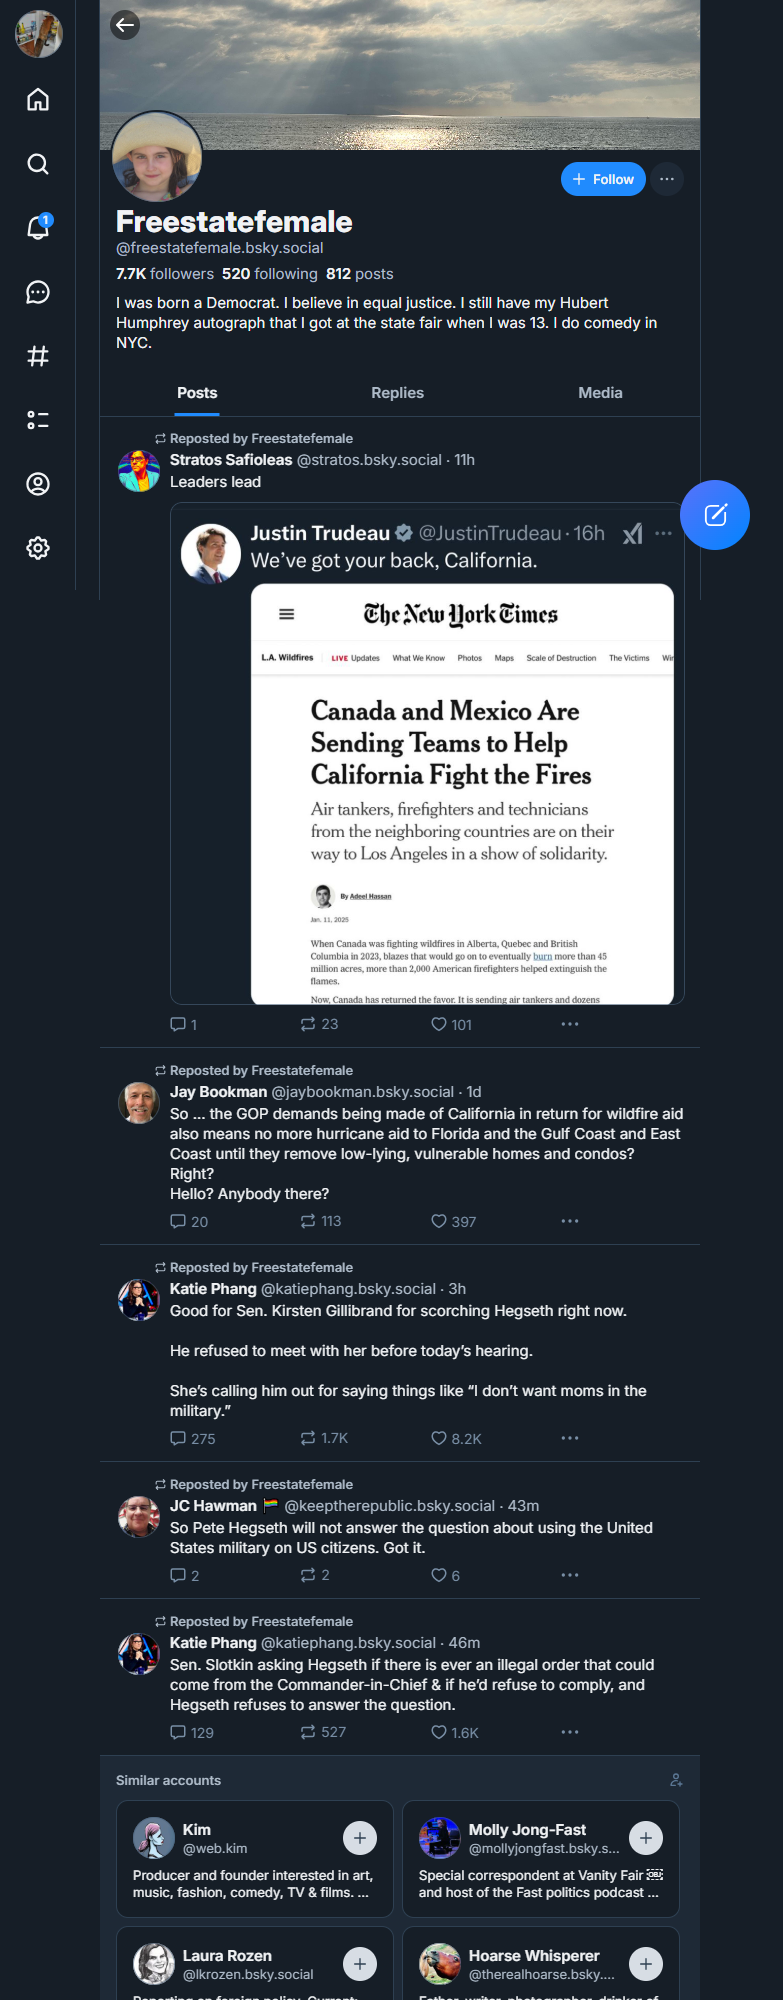 1
Follow
Freestatefemale
@freestatefemale.bsky.social
7.7K followers 520 following 812 posts
I was born a Democrat. I believe in equal justice. I still have my Hubert
Humphrey autograph that I got at the state fair when I was 13. I do comedy in
NYC.
Posts Replies Media
Reposted by Freestatefemale
Stratos Safioleas @stratos.bsky.social · 11h
Leaders lead
Justin Trudeau @JustinTrudeau · 16h
We’ve got your back, California.
The New York Times
L.A. Wildfires LIVE Updates What We Know Photos Maps Scale of Destruction The Victims
Canada and Mexico Are
Sending Teams to Help
California Fight the Fires
Air tankers, firefighters and technicians
from the neighboring countries are on their
way to Los Angeles in a show of solidarity.
By Adeel Hassan
Jan. 11, 2025
When Canada was fighting wildfires in Alberta, Quebec and British
Columbia in 2023, blazes that would go on to eventually burn more than 45
million acres, more than 2,000 American firefighters helped extinguish the
flames.
Now, Canada has returned the favor. It is sending air tankers and dozens
1 23 101
Reposted by Freestatefemale
Jay Bookman @jaybookman.bsky.social · 1d
So ... the GOP demands being made of California in return for wildfire aid
also means no more hurricane aid to Florida and the Gulf Coast and East
Coast until they remove low-lying, vulnerable homes and condos?
Right?
Hello? Anybody there?
20 113 397
Reposted by Freestatefemale
Katie Phang @katiephang.bsky.social · 3h
Good for Sen. Kirsten Gillibrand for scorching Hegseth right now.
He refused to meet with her before today’s hearing.
She’s calling him out for saying things like “I don’t want moms in the
military.”
275 1.7K 8.2K
Reposted by Freestatefemale
JC Hawman 🏳️‍🌈 @keeptherepublic.bsky.social · 43m
So Pete Hegseth will not answer the question about using the United
States military on US citizens. Got it.
2 2 6
Reposted by Freestatefemale
Katie Phang @katiephang.bsky.social · 46m
Sen. Slotkin asking Hegseth if there is ever an illegal order that could
come from the Commander-in-Chief & if he’d refuse to comply, and
Hegseth refuses to answer the question.
129 527 1.6K
Similar accounts
Kim
@web.kim
Producer and founder interested in art,
music, fashion, comedy, TV & films. ...
Molly Jong-Fast
@mollyjongfast.bsky.s...
Special correspondent at Vanity Fair OBJ
and host of the Fast politics podcast ...
Laura Rozen
@lkrozen.bsky.social
Hoarse Whisperer
@therealhoarse.bsky....